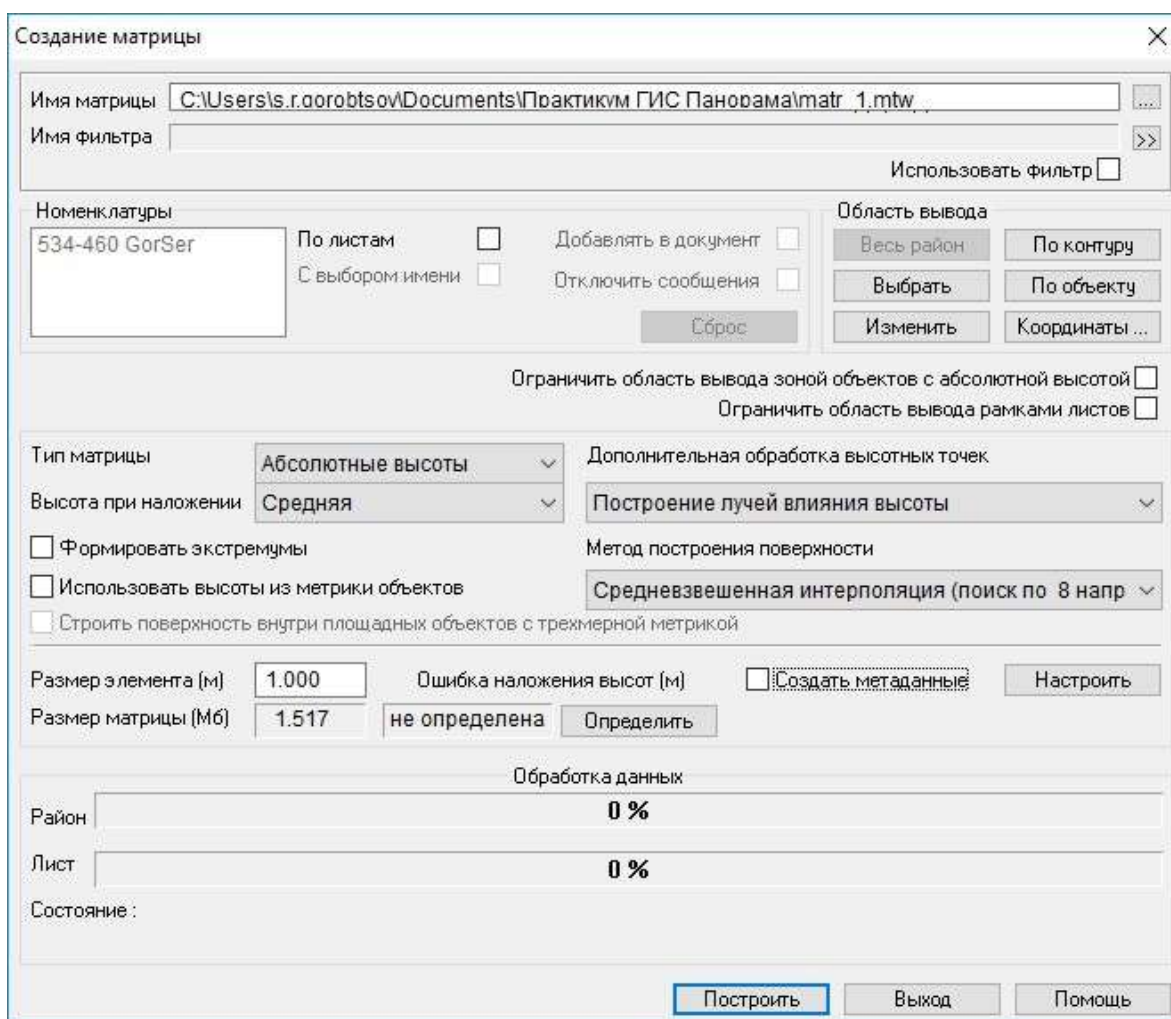 Создание матрицы
Имя матрицы C:\Users\s.r.gorobtsov\Documents\Практикум ГИС Панорама\matr_1.mtw ...
Имя фильтра >>
Использовать фильтр
Номенклатуры
534-460 GorSer
По листам Добавлять в документ
С выбором имени Отключить сообщения
Сброс
Область вывода
Весь район По контуру
Выбрать По объекту
Изменить Координаты ...
Ограничить область вывода зоной объектов с абсолютной высотой
Ограничить область вывода рамками листов
Тип матрицы Абсолютные высоты Дополнительная обработка высотных точек
Высота при наложении Средняя Построение лучей влияния высоты
Формировать экстремумы Метод построения поверхности
Использовать высоты из метрики объектов Средневзвешенная интерполяция (поиск по 8 напр
Строить поверхность внутри площадных объектов с трехмерной метрикой
Размер элемента (м) 1.000 Ошибка наложения высот (м) Создать метаданные Настроить
Размер матрицы (Мб) 1.517 не определена Определить
Обработка данных
Район 0 %
Лист 0 %
Состояние :
Построить Выход Помощь